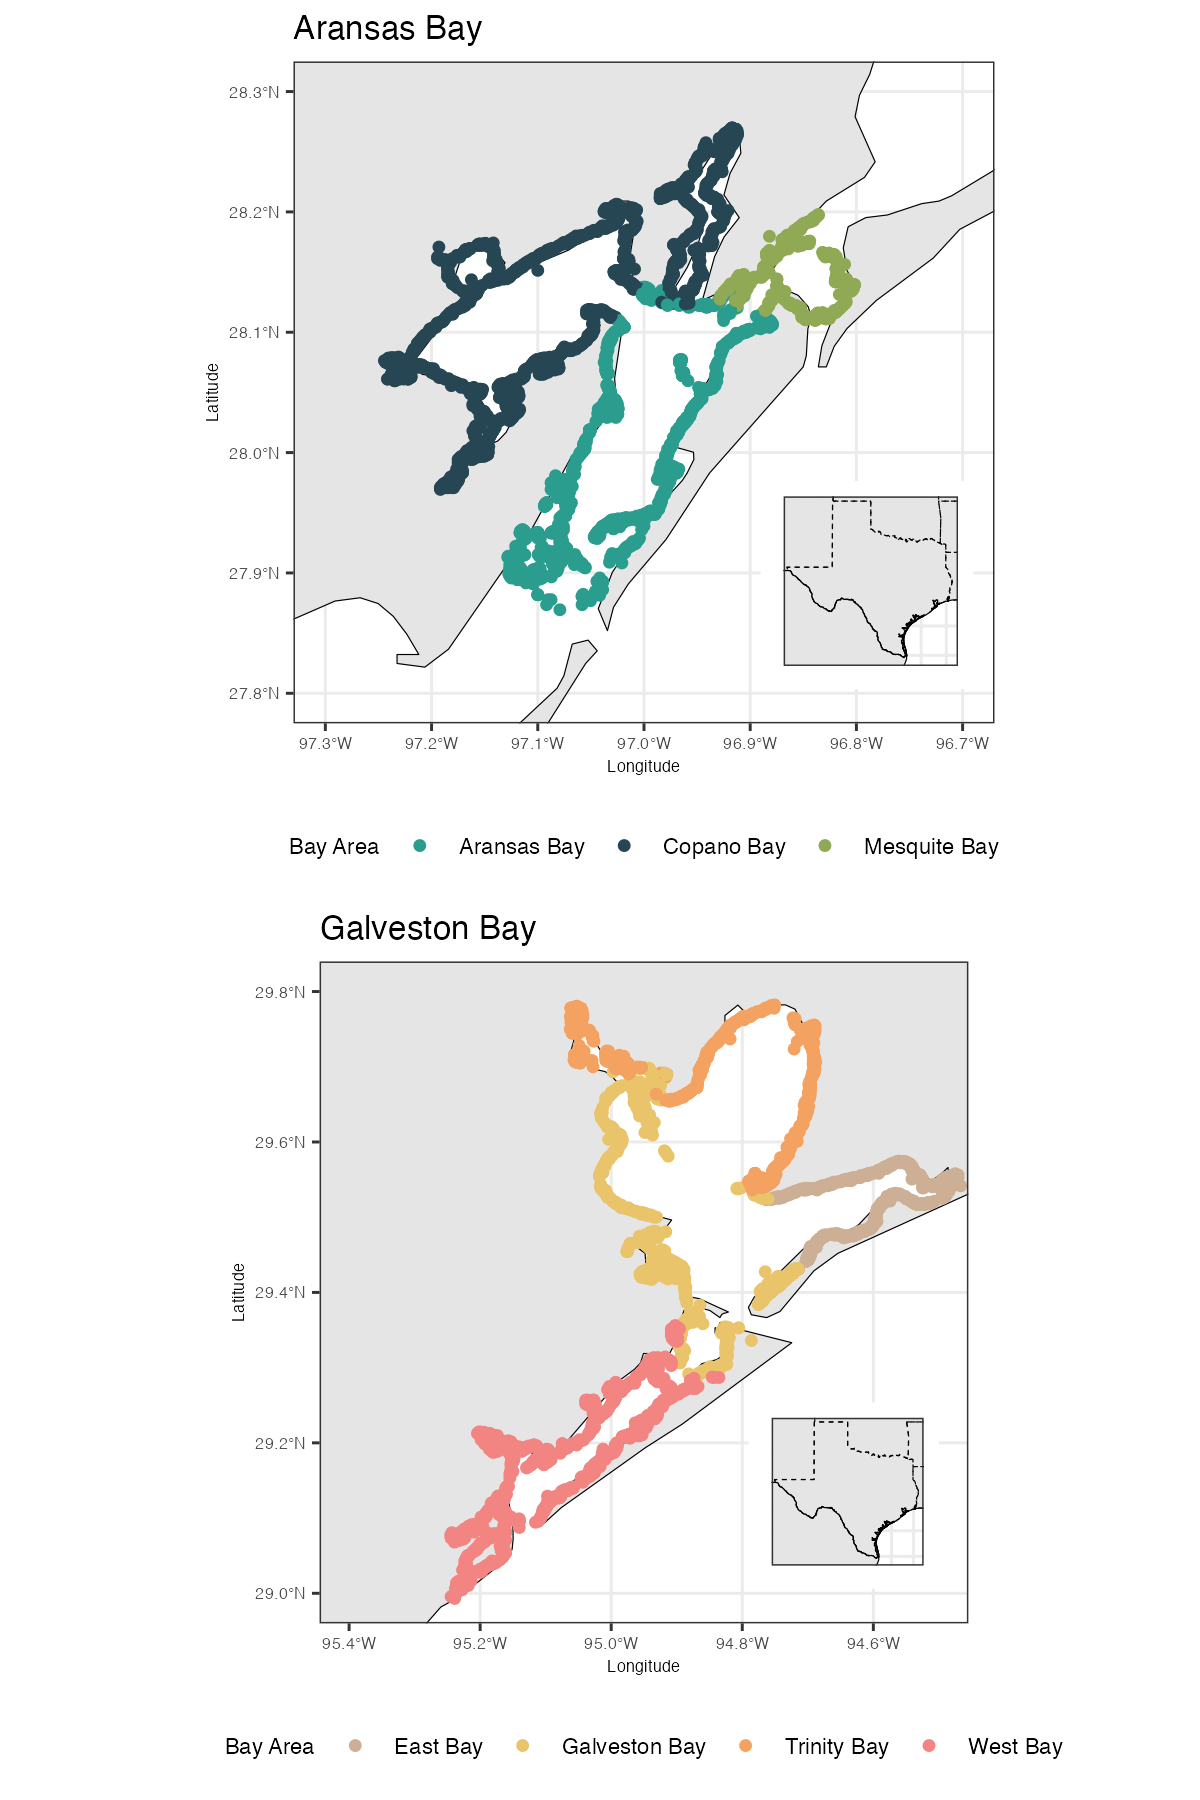 Aransas Bay
28.3°N
28.2°N
28.1°N
28.0°N
27.9°N
27.8°N
Latitude
97.3°W 97.2°W 97.1°W 97.0°W 96.9°W 96.8°W 96.7°W
Longitude
Bay Area Aransas Bay Copano Bay Mesquite Bay
Galveston Bay
29.8°N
29.6°N
29.4°N
29.2°N
29.0°N
Latitude
95.4°W 95.2°W 95.0°W 94.8°W 94.6°W
Longitude
Bay Area East Bay Galveston Bay Trinity Bay West Bay